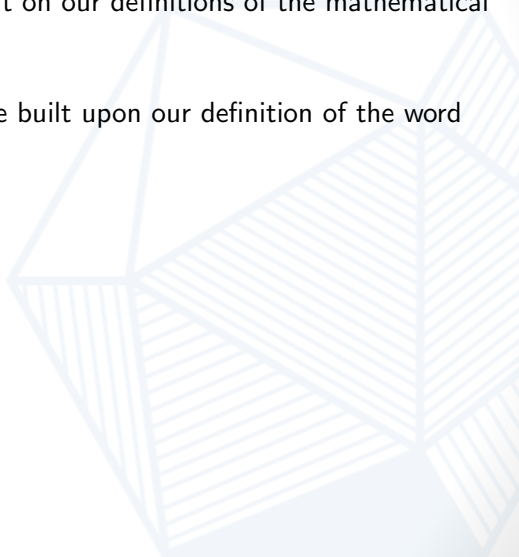 t on our definitions of the mathematical
e built upon our definition of the word